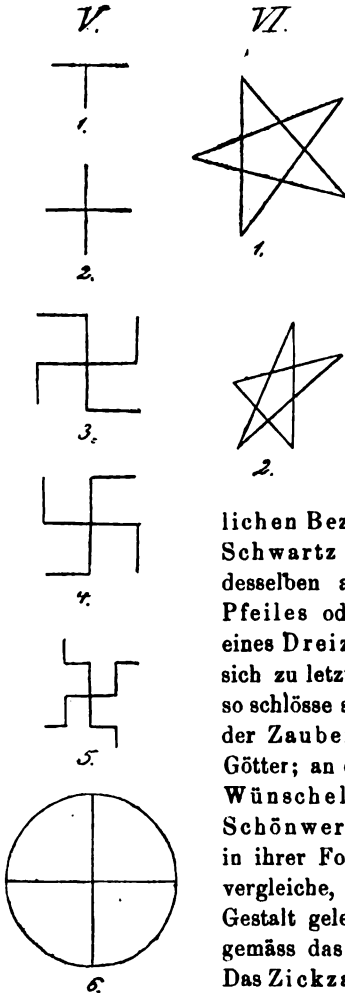 V.
VI.
1.
1.
2.
3.
2.
4.
5.
6.
lichen Bez
Schwartz
desselben a
Pfeiles od
eines Dreiz
sich zu letz
so schlösse s
der Zaube
Götter; an
Wünschel
Schönwer
in ihrer Fo
vergleiche,
Gestalt gele
gemäss das
Das Zickza